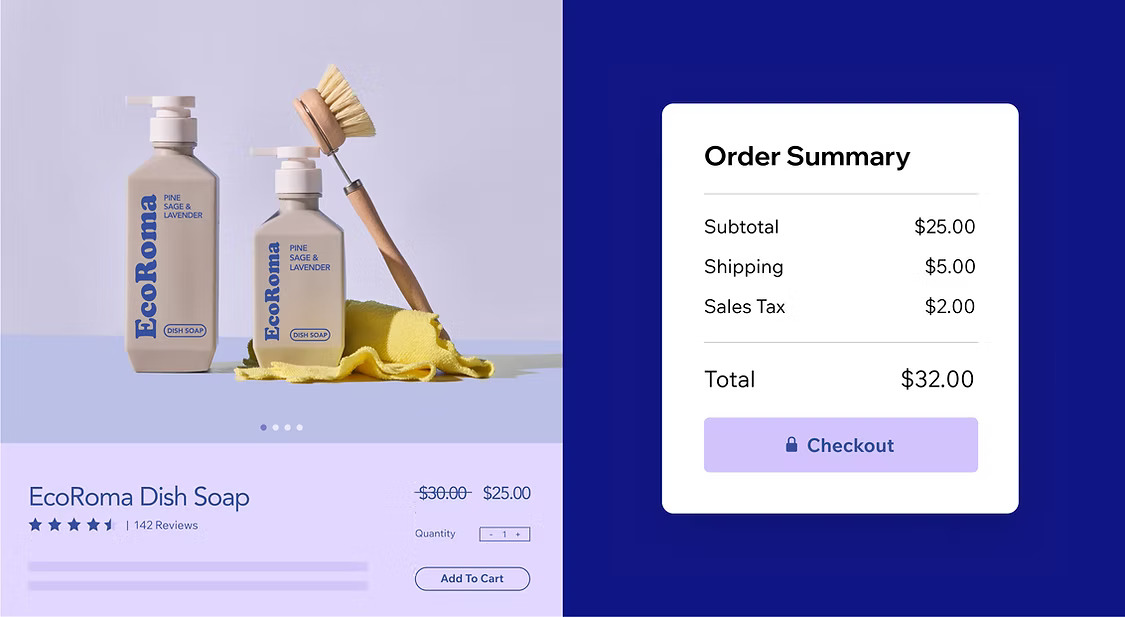 EcoRoma
PINE
SAGE &
LAVENDER
DISH SOAP
EcoRoma
PINE
SAGE &
LAVENDER
DISH SOAP
EcoRoma Dish Soap
| 142 Reviews
$30.00 $25.00
Quantity - 1 +
Add To Cart
Order Summary
Subtotal $25.00
Shipping $5.00
Sales Tax $2.00
Total $32.00
Checkout